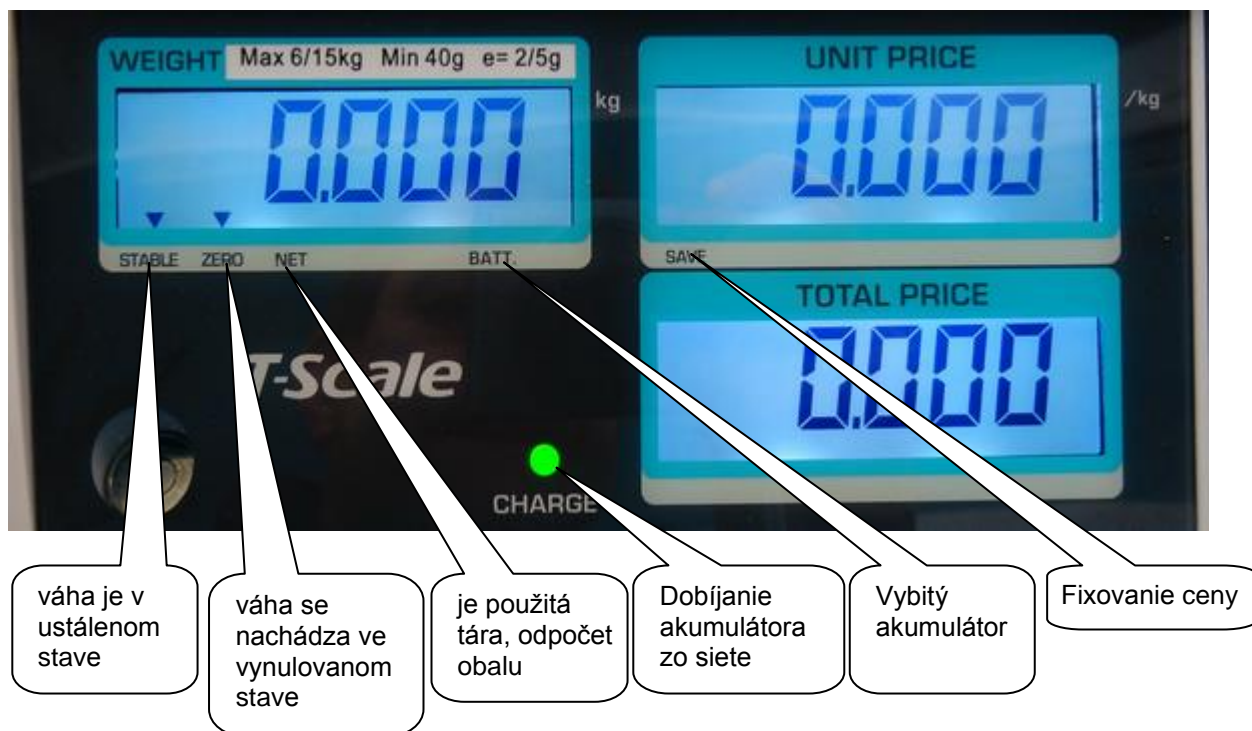 WEIGHT Max 6/15kg Min 40g e= 2/5g
UNIT PRICE
0.000 kg
0.000 /kg
STABLE ZERO NET BATT.
SAVE
TOTAL PRICE
0.000
T-Scale
CHARGE
váha je v
ustálenom
stave
váha se
nachádza ve
vynulovanom
stave
je použitá
tára, odpočet
obalu
Dobíjanie
akumulátora
zo siete
Vybitý
akumulátor
Fixovanie ceny